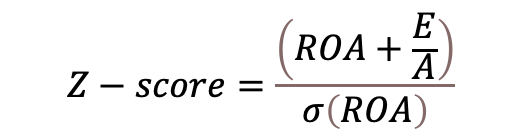 Z − score = (ROA + E/A) / σ(ROA)